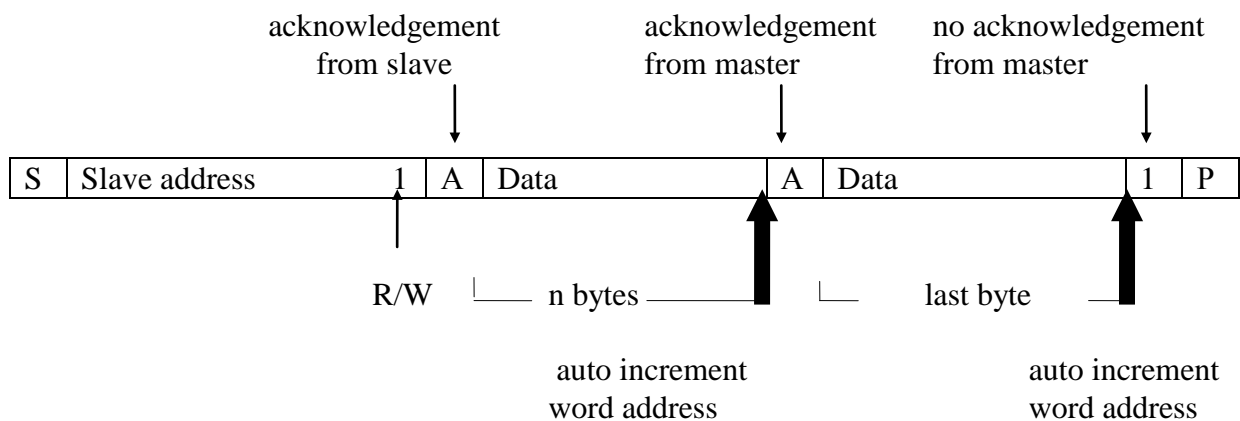 acknowledgement acknowledgement no acknowledgement
from slave from master from master
S Slave address 1 A Data A Data 1 P
R/W n bytes last byte
auto increment auto increment
word address word address